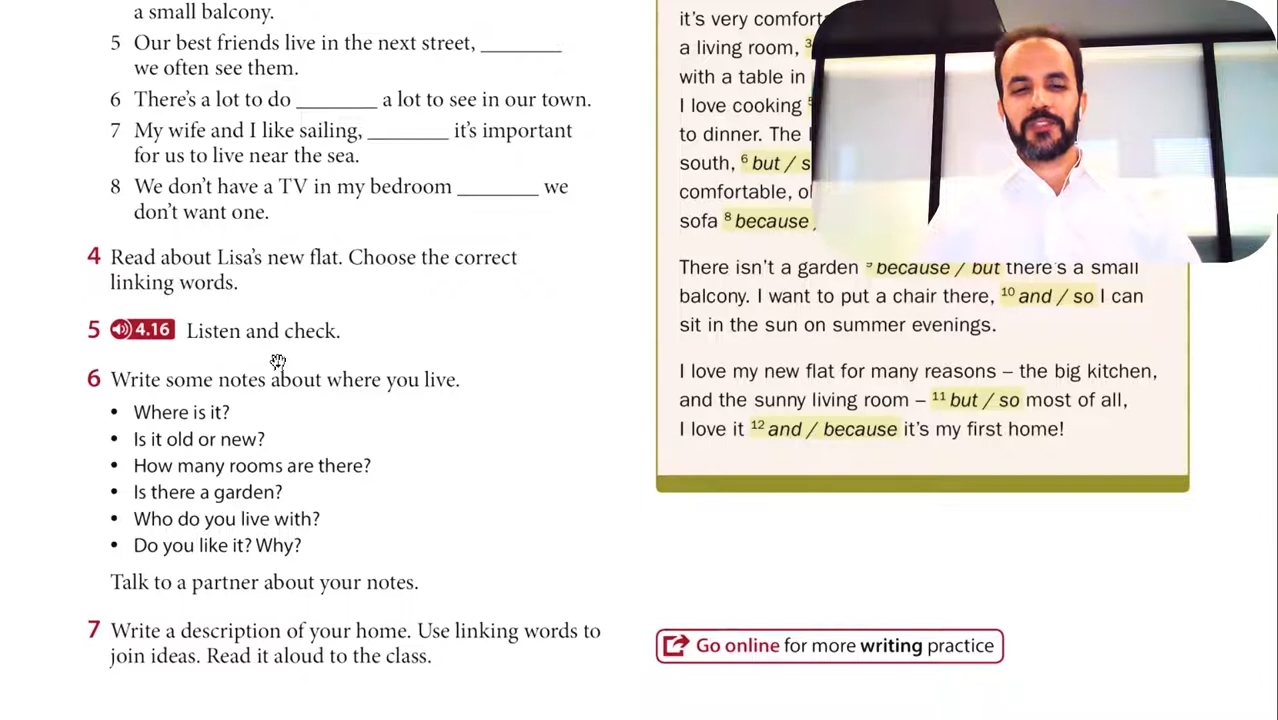 a small balcony.
5 Our best friends live in the next street, ________
we often see them.
6 There's a lot to do ________ a lot to see in our town.
7 My wife and I like sailing, ________ it's important
for us to live near the sea.
8 We don't have a TV in my bedroom ________ we
don't want one.
4 Read about Lisa's new flat. Choose the correct
linking words.
5 4.16 Listen and check.
6 Write some notes about where you live.
• Where is it?
• Is it old or new?
• How many rooms are there?
• Is there a garden?
• Who do you live with?
• Do you like it? Why?
Talk to a partner about your notes.
7 Write a description of your home. Use linking words to
join ideas. Read it aloud to the class.
it's very
a living room, 3
with a table in
I love cooking 5
to dinner. The
south, 6 but /
comfortable,
sofa 8 because
There isn't a garden 9 because / but there's a small
balcony. I want to put a chair there, 10 and / so I can
sit in the sun on summer evenings.
I love my new flat for many reasons – the big kitchen,
and the sunny living room – 11 but / so most of all,
I love it 12 and / because it's my first home!
Go online for more writing practice